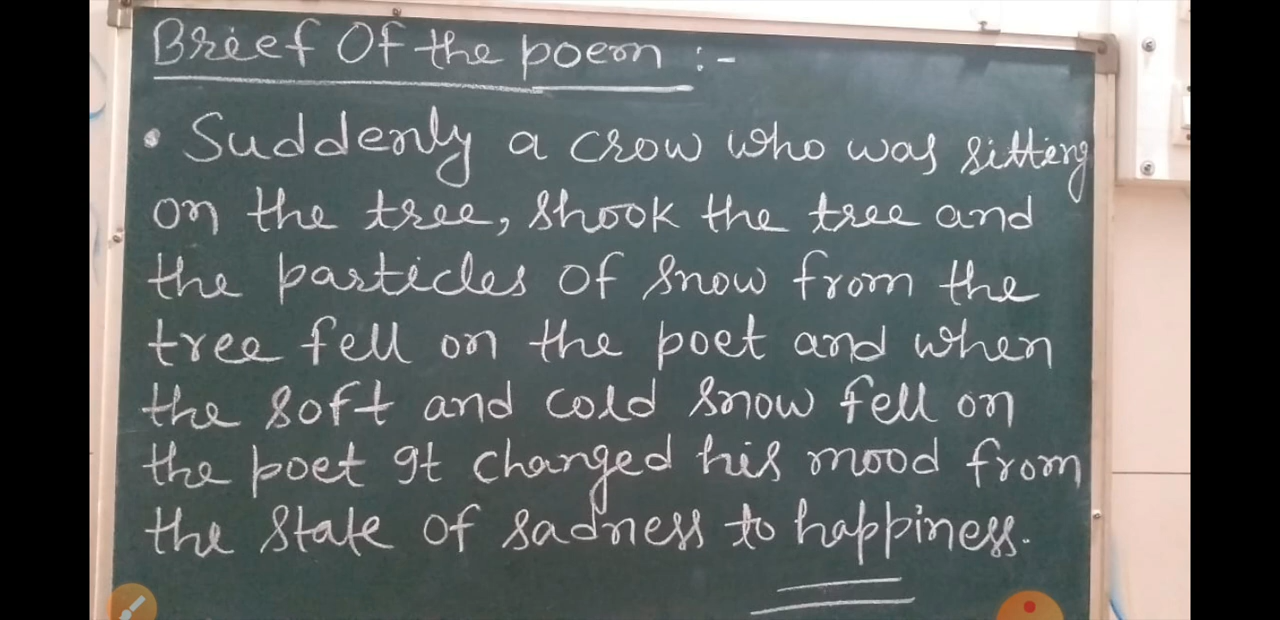 Brief Of the poem :-
• Suddenly a crow who was sitting
on the tree, shook the tree and
the particles of snow from the
tree fell on the poet and when
the soft and cold snow fell on
the poet It changed his mood from
the state of sadness to happiness.